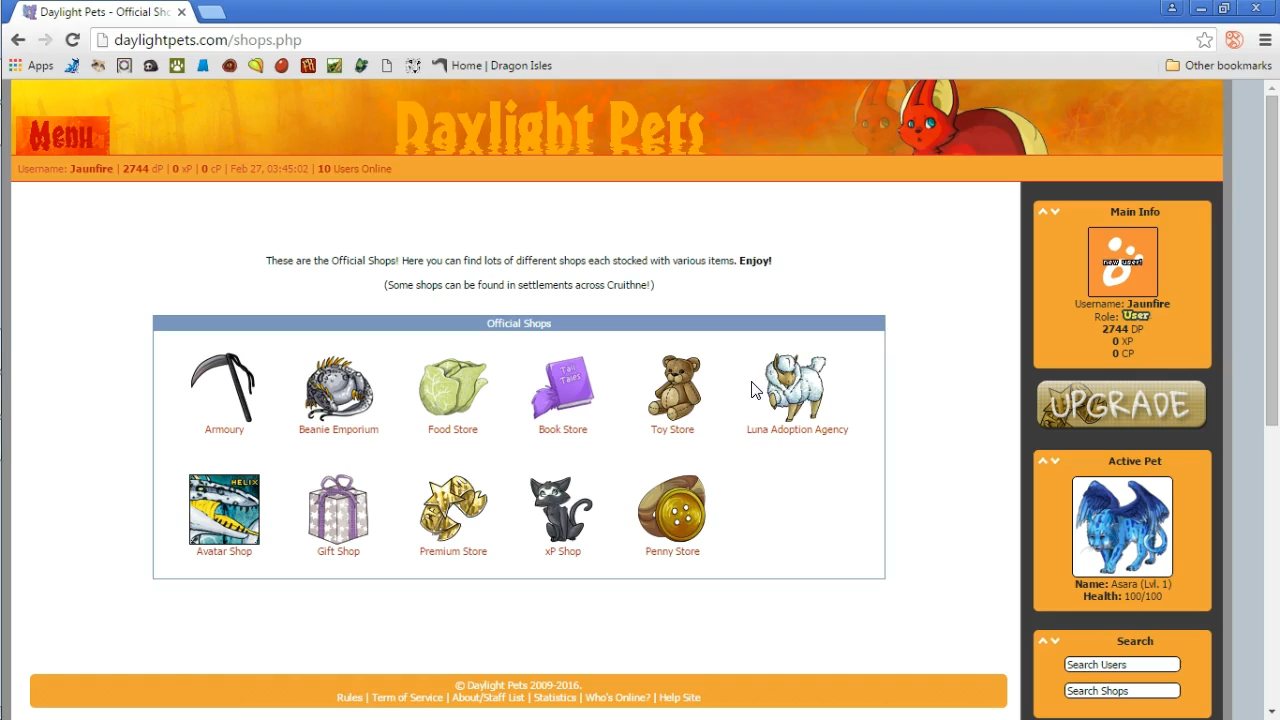 Daylight Pets - Official Sho
daylightpets.com/shops.php
Apps
Home | Dragon Isles
Other bookmarks
Menu
Daylight Pets
Username: Jaunfire | 2744 dP | 0 xP | 0 cP | Feb 27, 03:45:02 | 10 Users Online
These are the Official Shops! Here you can find lots of different shops each stocked with various items. Enjoy!
(Some shops can be found in settlements across Cruithne!)
Official Shops
Tall
Tales
Armoury
Beanie Emporium
Food Store
Book Store
Toy Store
Luna Adoption Agency
HELIX
Avatar Shop
Gift Shop
Premium Store
xP Shop
Penny Store
Main Info
new user!
Username: Jaunfire
Role: User
2744 DP
0 XP
0 CP
UPGRADE
Active Pet
Name: Asara (Lvl. 1)
Health: 100/100
Search
Search Users
Search Shops
© Daylight Pets 2009-2016.
Rules | Term of Service | About/Staff List | Statistics | Who's Online? | Help Site